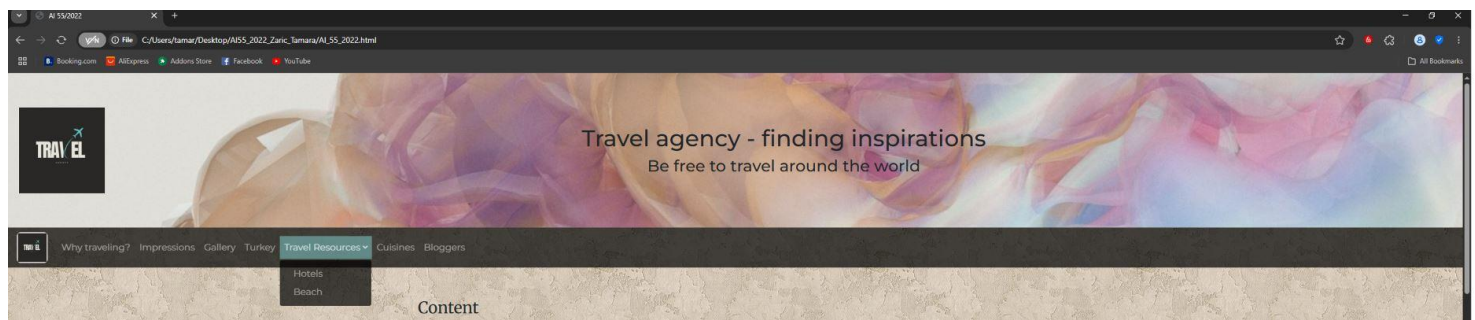 AI 55/2022
File C:/Users/tamar/Desktop/AI55_2022_Zaric_Tamara/AI_55_2022.html
Booking.com AliExpress Addons Store Facebook YouTube All Bookmarks
TRAVEL
Travel agency - finding inspirations
Be free to travel around the world
Why traveling? Impressions Gallery Turkey Travel Resources Cuisines Bloggers
Hotels
Beach
Content